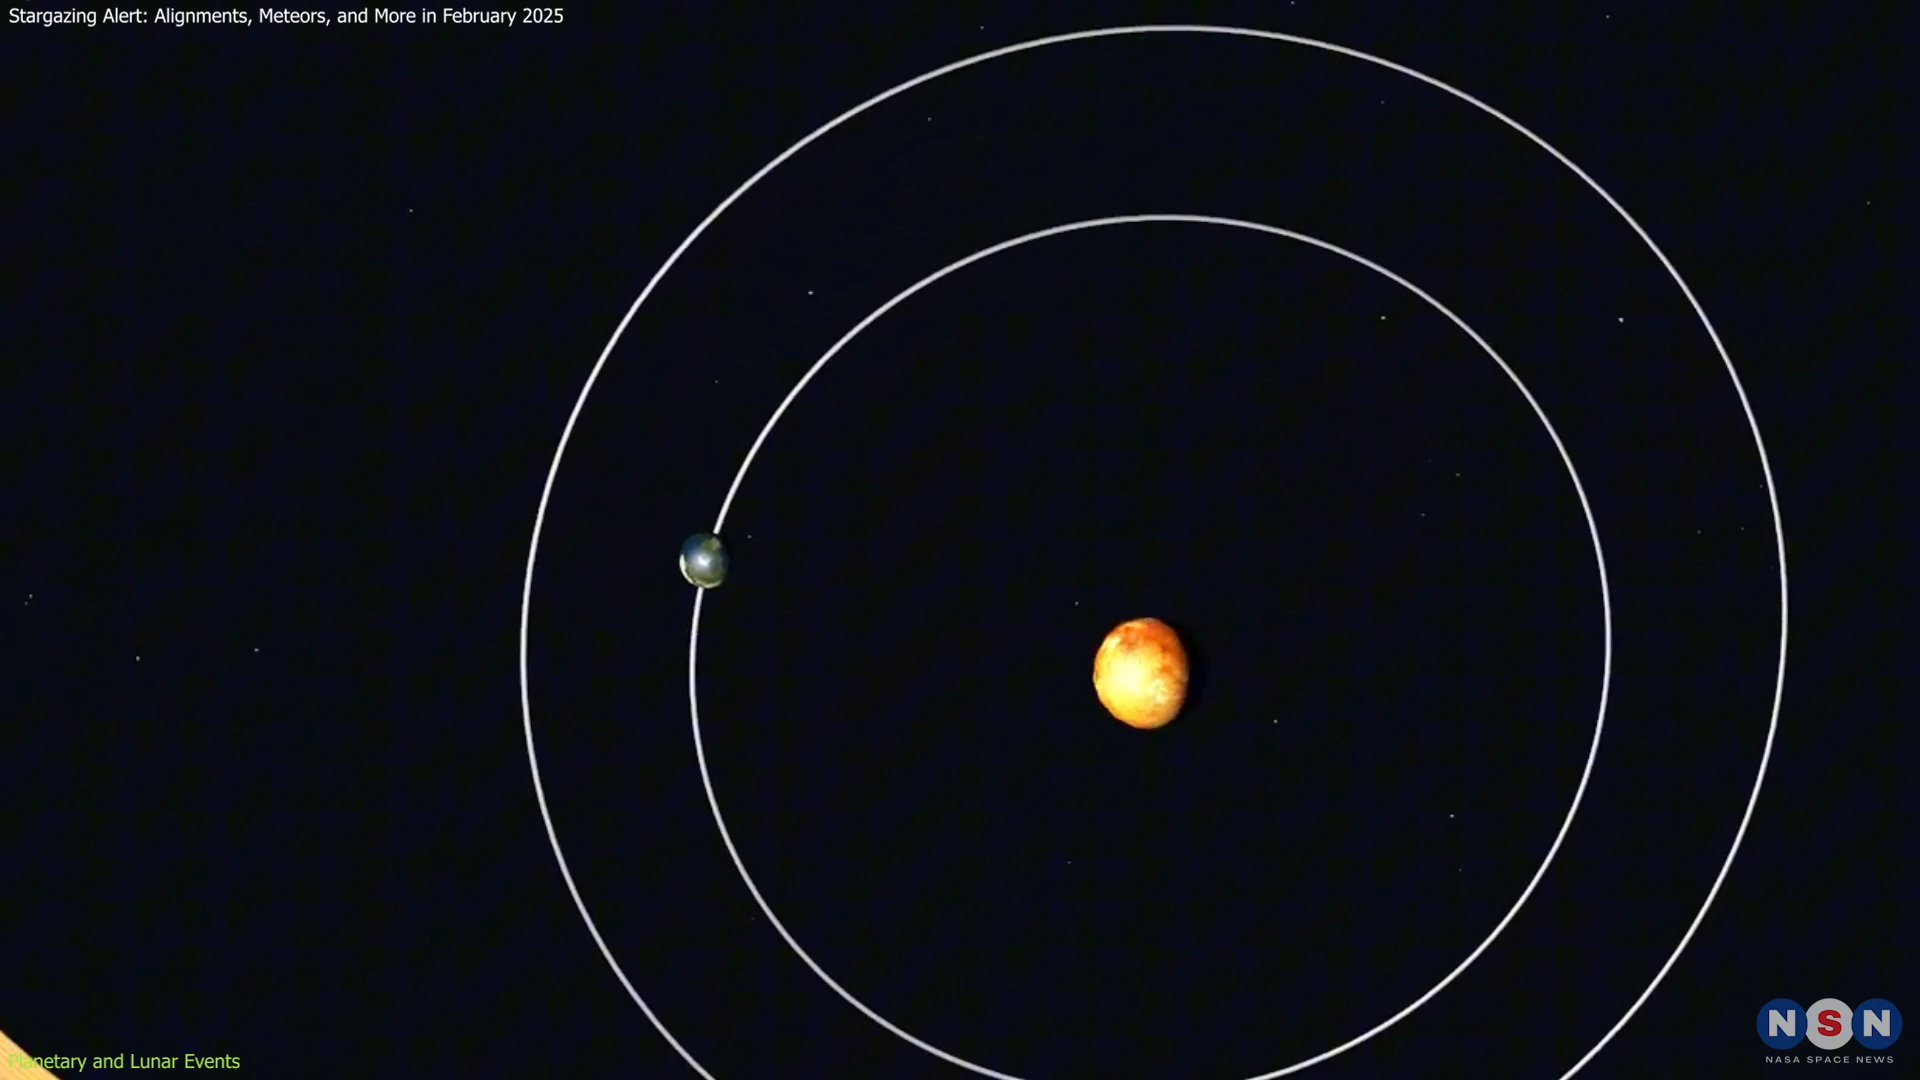 Stargazing Alert: Alignments, Meteors, and More in February 2025
Planetary and Lunar Events
NSN
NASA SPACE NEWS